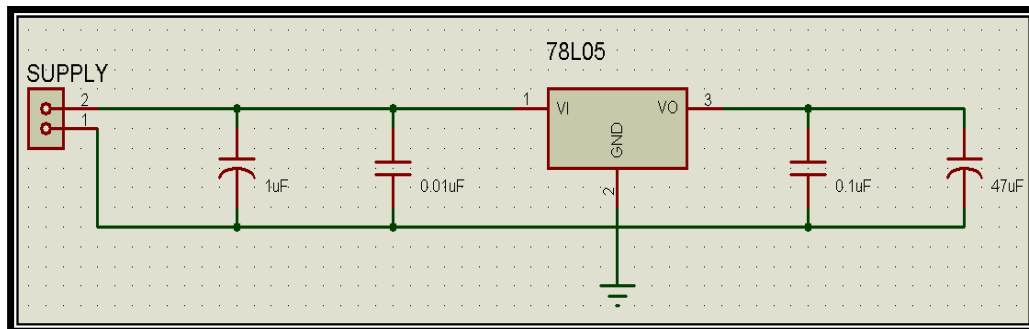 78L05
SUPPLY
2
1
1
VI
VO
3
GND
2
1uF
0.01uF
0.1uF
47uF